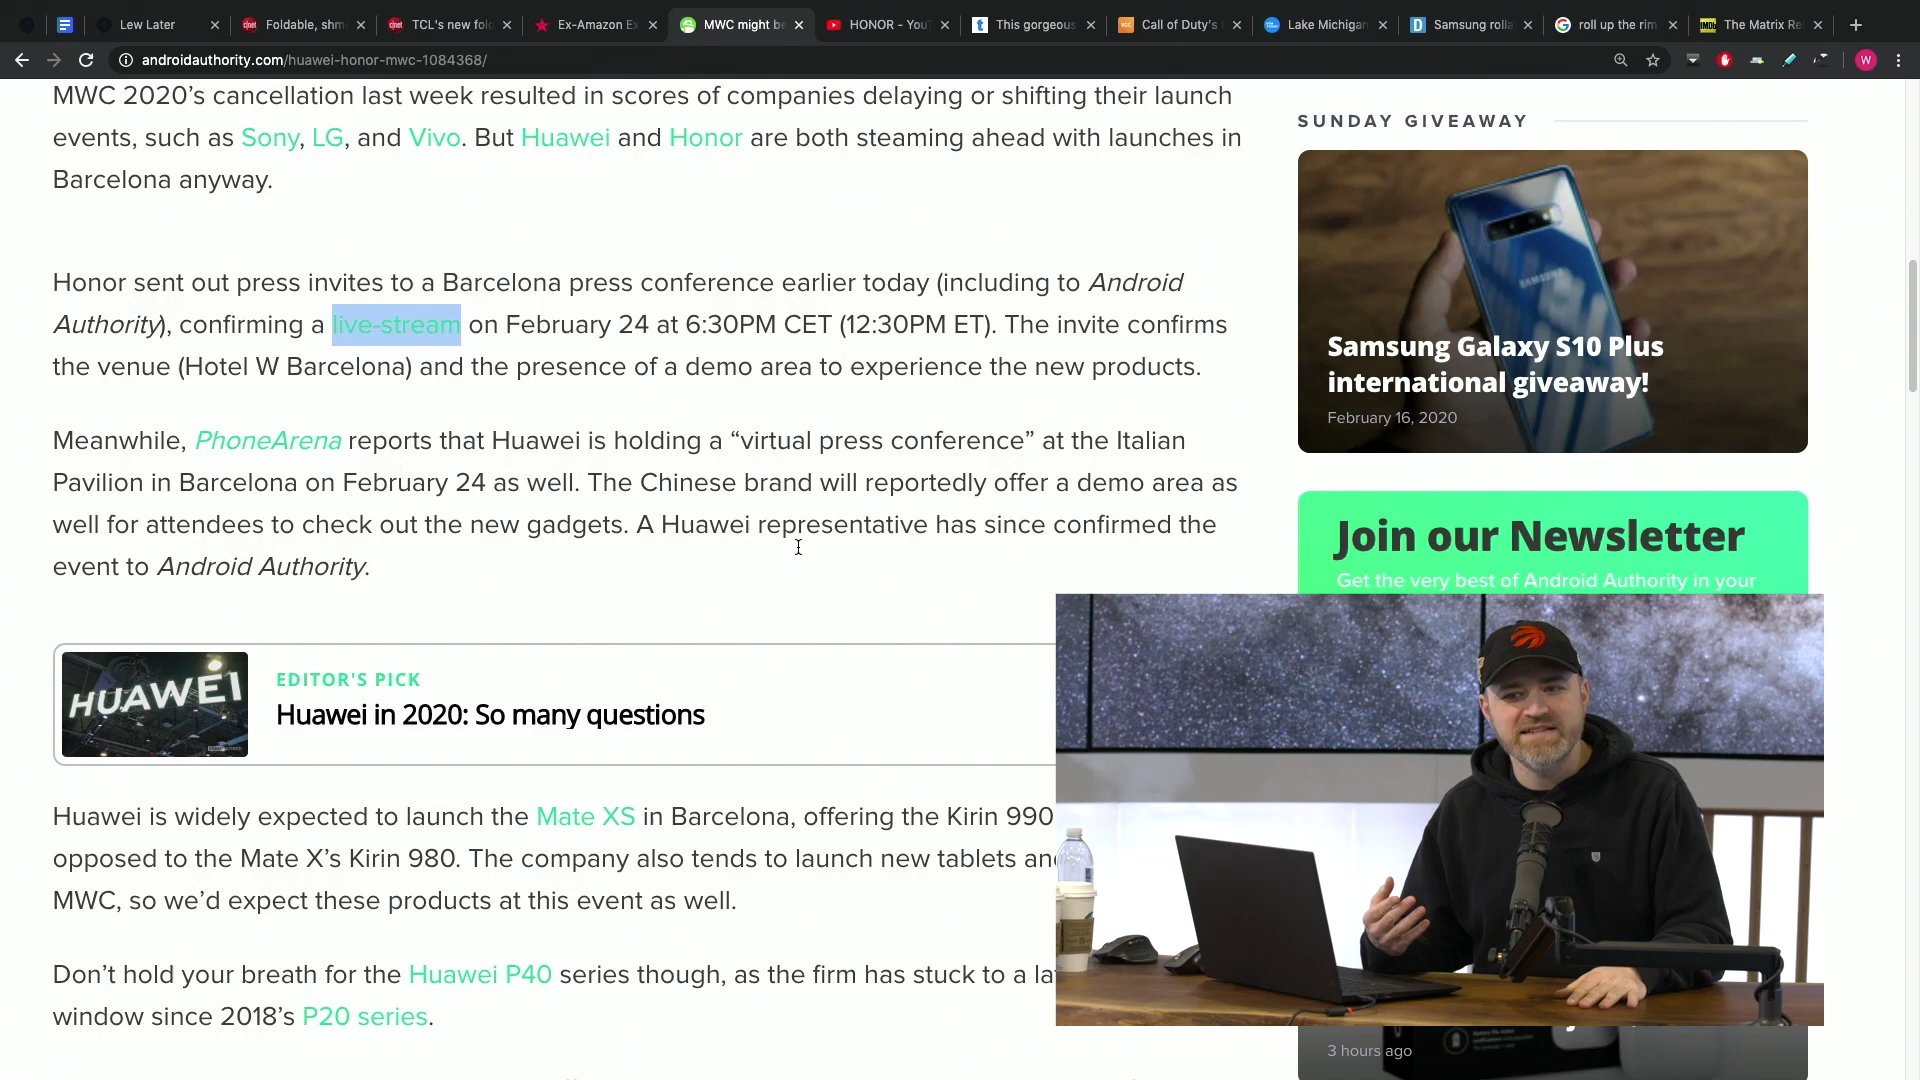 Lew Later
Foldable, shm
TCL's new fol
Ex-Amazon Ex
MWC might be
HONOR - You
This gorgeous
Call of Duty's
Lake Michigan
Samsung rolla
roll up the rim
The Matrix Re
androidauthority.com/huawei-honor-mwc-1084368/
W
MWC 2020’s cancellation last week resulted in scores of companies delaying or shifting their launch
events, such as Sony, LG, and Vivo. But Huawei and Honor are both steaming ahead with launches in
Barcelona anyway.
Honor sent out press invites to a Barcelona press conference earlier today (including to Android
Authority), confirming a live-stream on February 24 at 6:30PM CET (12:30PM ET). The invite confirms
the venue (Hotel W Barcelona) and the presence of a demo area to experience the new products.
Meanwhile, PhoneArena reports that Huawei is holding a “virtual press conference” at the Italian
Pavilion in Barcelona on February 24 as well. The Chinese brand will reportedly offer a demo area as
well for attendees to check out the new gadgets. A Huawei representative has since confirmed the
event to Android Authority.
HUAWEI
EDITOR'S PICK
Huawei in 2020: So many questions
Huawei is widely expected to launch the Mate XS in Barcelona, offering the Kirin 990
opposed to the Mate X’s Kirin 980. The company also tends to launch new tablets and
MWC, so we’d expect these products at this event as well.
Don’t hold your breath for the Huawei P40 series though, as the firm has stuck to a la
window since 2018’s P20 series.
SUNDAY GIVEAWAY
SAMSUNG
Samsung Galaxy S10 Plus
international giveaway!
February 16, 2020
Join our Newsletter
Get the very best of Android Authority in your
3 hours ago